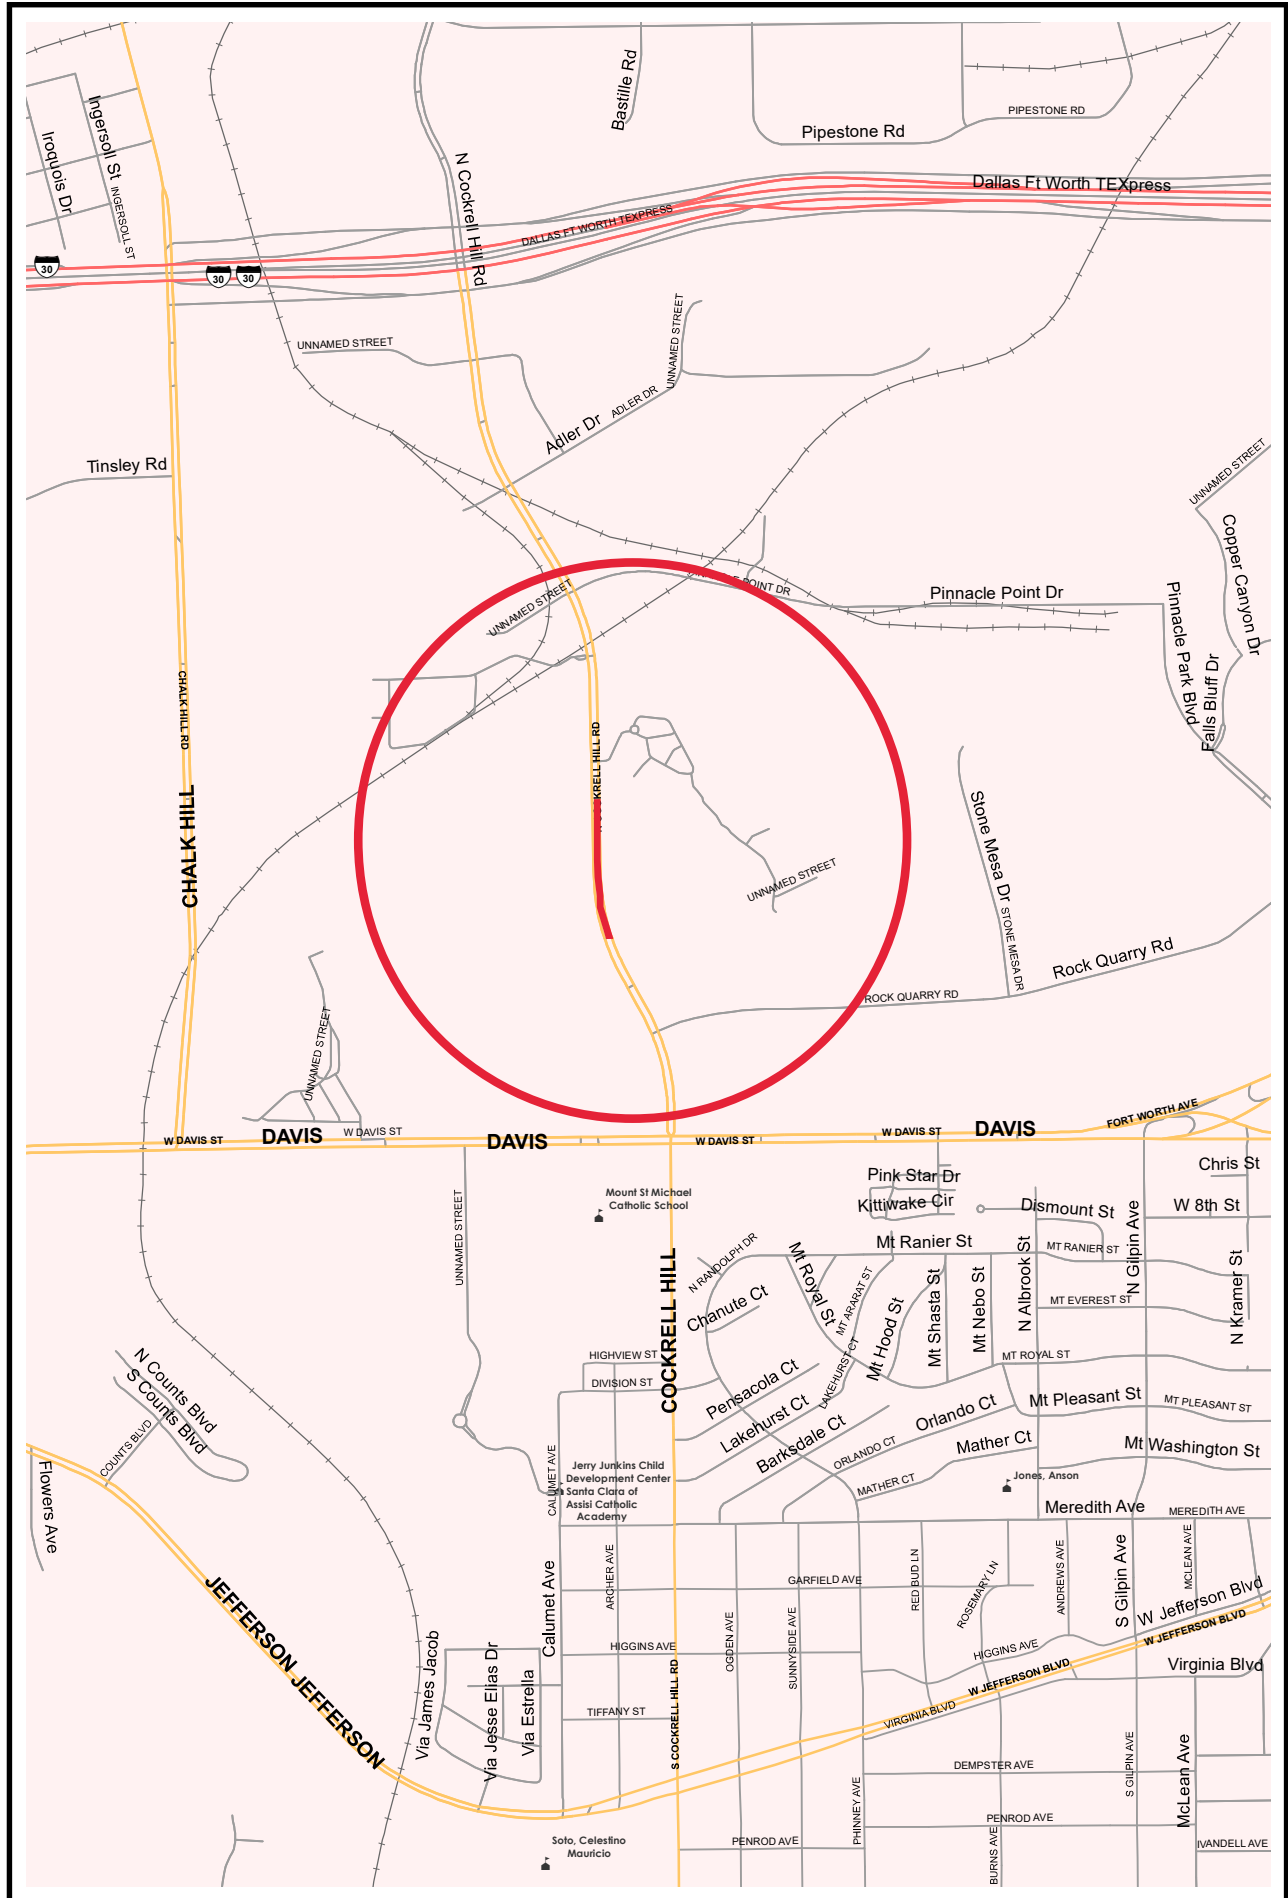 Bastille Rd
PIPESTONE RD
Pipestone Rd
Ingersoll St
INGERSOLL ST
Iroquois Dr
N Cockrell Hill Rd
Dallas Ft Worth TEXpress
DALLAS FT WORTH TEXPRESS
30
30
30
UNNAMED STREET
UNNAMED STREET
ADLER DR
Adler Dr
Tinsley Rd
UNNAMED STREET
Copper Canyon Dr
POINT DR
Pinnacle Point Dr
UNNAMED STREET
Pinnacle Park Blvd
Falls Bluff Dr
CHALK HILL RD
KRELL HILL RD
CHALK HILL
Stone Mesa Dr
STONE MESA DR
UNNAMED STREET
Rock Quarry Rd
ROCK QUARRY RD
UNNAMED STREET
FORT WORTH AVE
W DAVIS ST
DAVIS
W DAVIS ST
DAVIS
W DAVIS ST
W DAVIS ST
DAVIS
Chris St
Pink Star Dr
Kittiwake Cir
Mount St Michael
Catholic School
UNNAMED STREET
Dismount St
W 8th St
N Gilpin Ave
Mt Ranier St
MT RANIER ST
N RANDOLPH DR
Mt Royal St
MT ARARAT ST
Mt Hood St
Mt Shasta St
Mt Nebo St
N Albrook St
N Kramer St
MT EVEREST ST
Chanute Ct
COCKRELL HILL
HIGHVIEW ST
DIVISION ST
MT ROYAL ST
N Counts Blvd
S Counts Blvd
COUNTS BLVD
Pensacola Ct
LAKEHURST CT
Lakehurst Ct
Barksdale Ct
Orlando Ct
ORLANDO CT
Mt Pleasant St
MT PLEASANT ST
Mather Ct
MATHER CT
Mt Washington St
Flowers Ave
CALUMET AVE
Jerry Junkins Child
Development Center
Santa Clara of
Assisi Catholic
Academy
Jones, Anson
Meredith Ave
MEREDITH AVE
JEFFERSON JEFFERSON
Calumet Ave
ARCHER AVE
GARFIELD AVE
RED BUD LN
ROSEMARY LN
ANDREWS AVE
S Gilpin Ave
MCLEAN AVE
W Jefferson Blvd
W JEFFERSON BLVD
HIGGINS AVE
OGDEN AVE
SUNNYSIDE AVE
HIGGINS AVE
W JEFFERSON BLVD
Virginia Blvd
VIRGINIA BLVD
Via James Jacob
Via Jesse Elias Dr
Via Estrella
TIFFANY ST
S COCKRELL HILL RD
DEMPSTER AVE
S GILPIN AVE
McLean Ave
PHINNEY AVE
PENROD AVE
BURNS AVE
PENROD AVE
IVANDELL AVE
Soto, Celestino
Mauricio